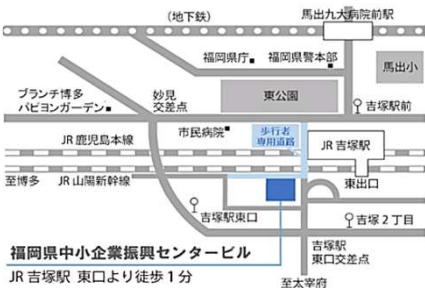 (地下鉄)
馬出九大病院前駅
福岡県庁
福岡県警本部
馬出小
ブランチ博多
パピヨンガーデン
妙見
交差点
東公園
吉塚駅前
JR 鹿児島本線
市民病院
歩行者
専用道路
JR 吉塚駅
至博多
JR 山陽新幹線
東出口
吉塚駅東口
吉塚2丁目
福岡県中小企業振興センタービル
JR 吉塚駅 東口より徒歩1分
吉塚駅
東口交差点
至太宰府